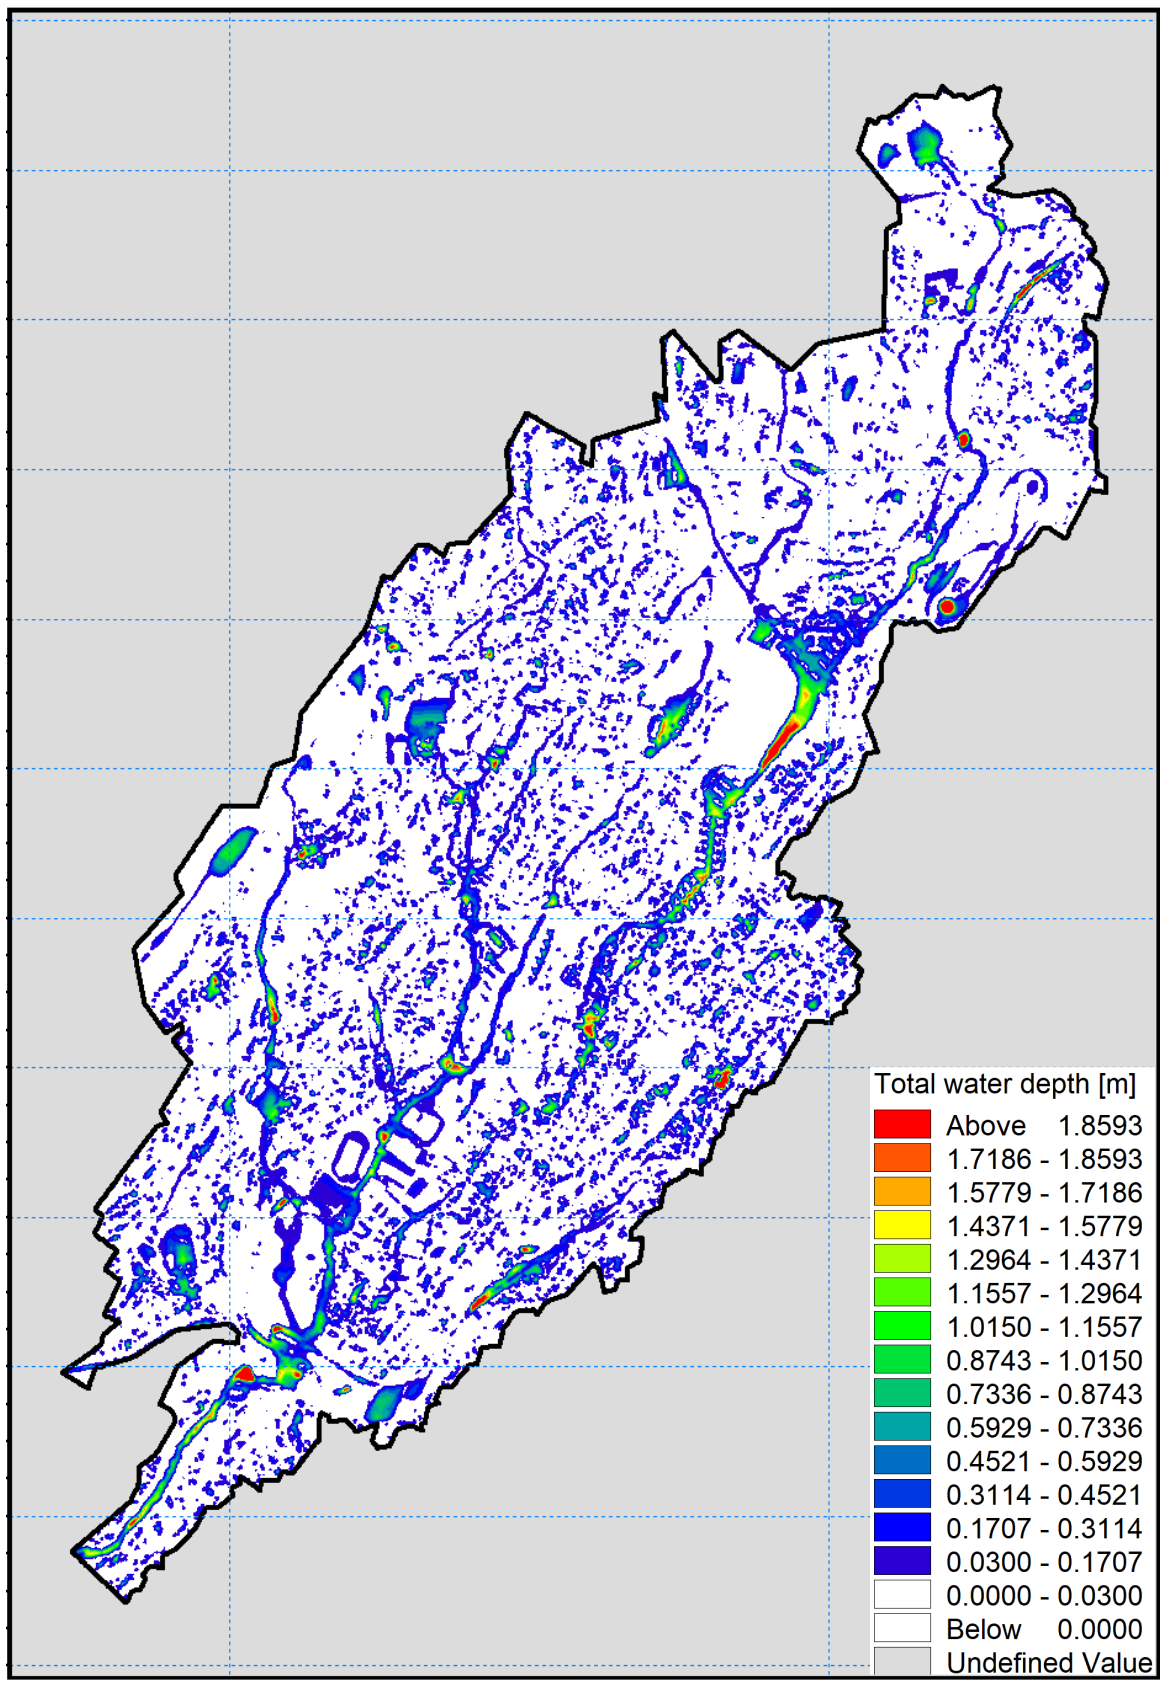 Total water depth [m]
Above 1.8593
1.7186 - 1.8593
1.5779 - 1.7186
1.4371 - 1.5779
1.2964 - 1.4371
1.1557 - 1.2964
1.0150 - 1.1557
0.8743 - 1.0150
0.7336 - 0.8743
0.5929 - 0.7336
0.4521 - 0.5929
0.3114 - 0.4521
0.1707 - 0.3114
0.0300 - 0.1707
0.0000 - 0.0300
Below 0.0000
Undefined Value